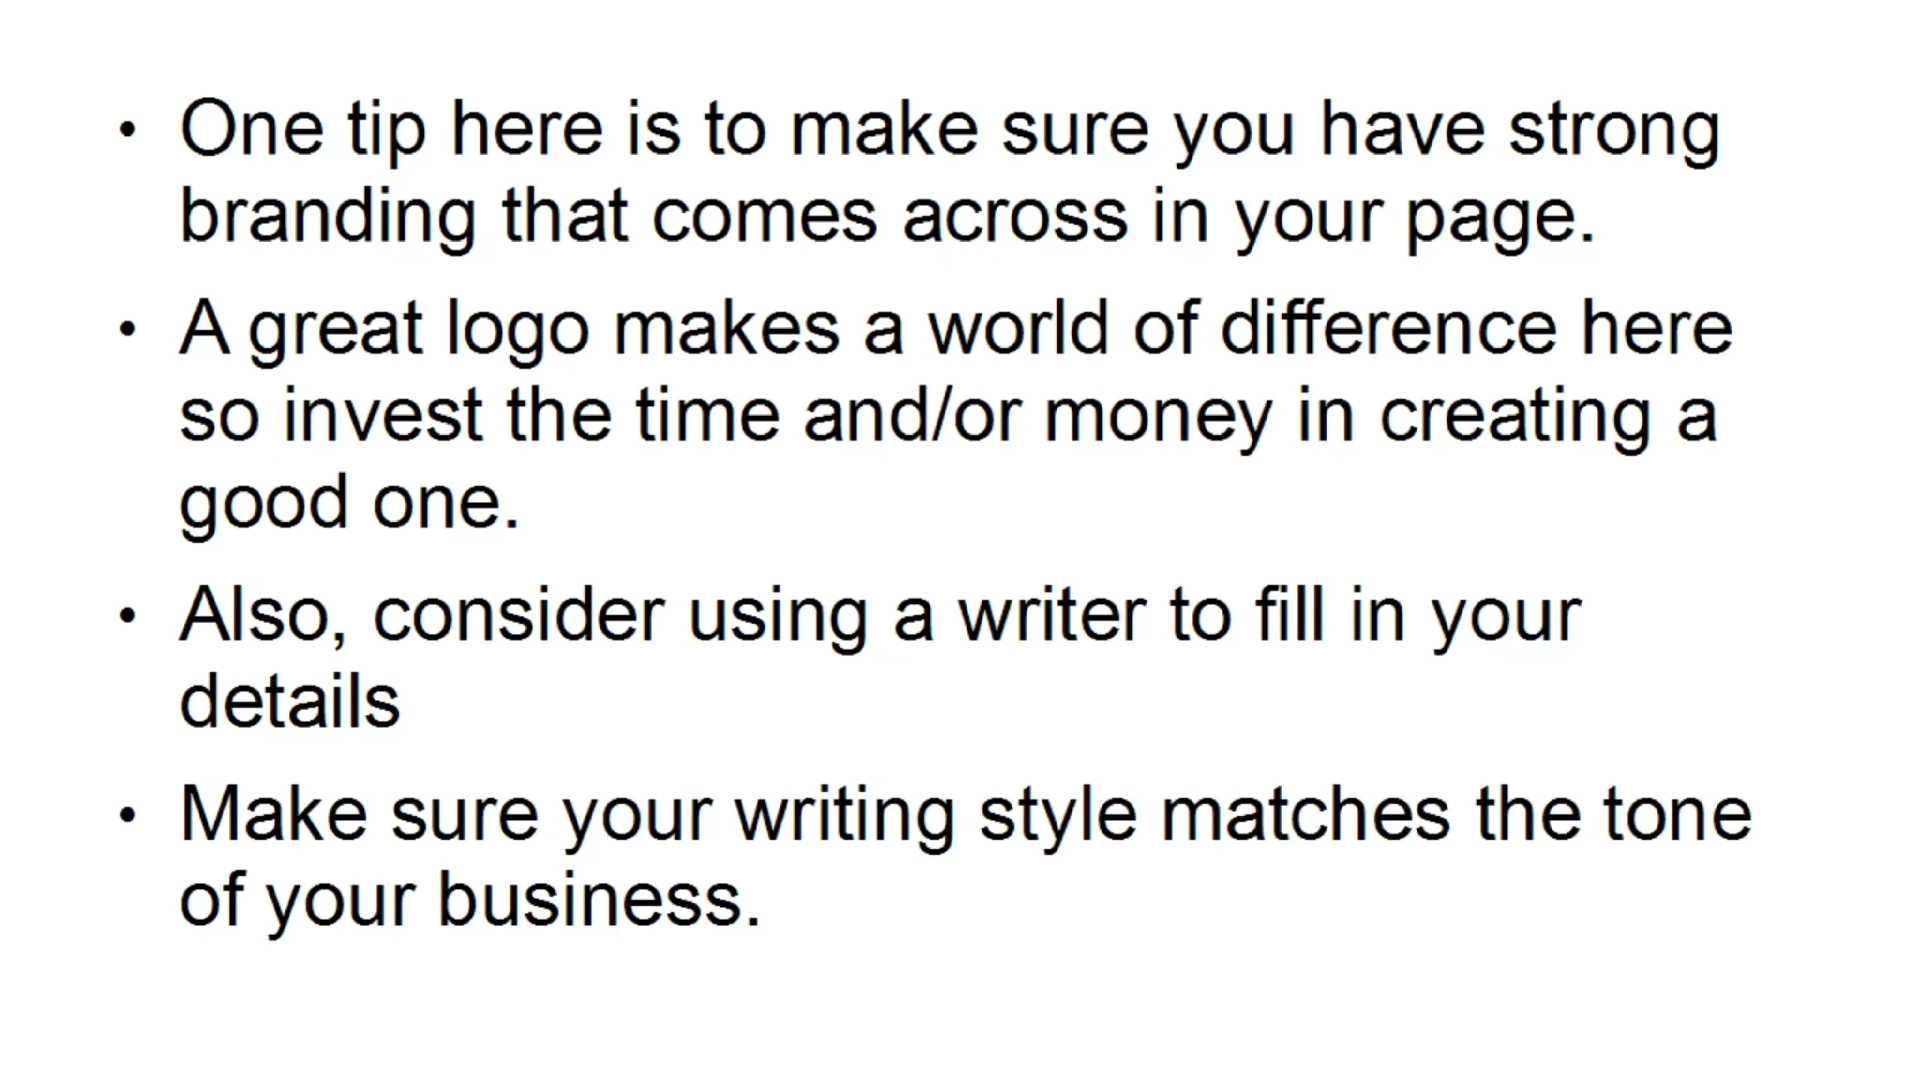 • One tip here is to make sure you have strong
branding that comes across in your page.
• A great logo makes a world of difference here
so invest the time and/or money in creating a
good one.
• Also, consider using a writer to fill in your
details
• Make sure your writing style matches the tone
of your business.